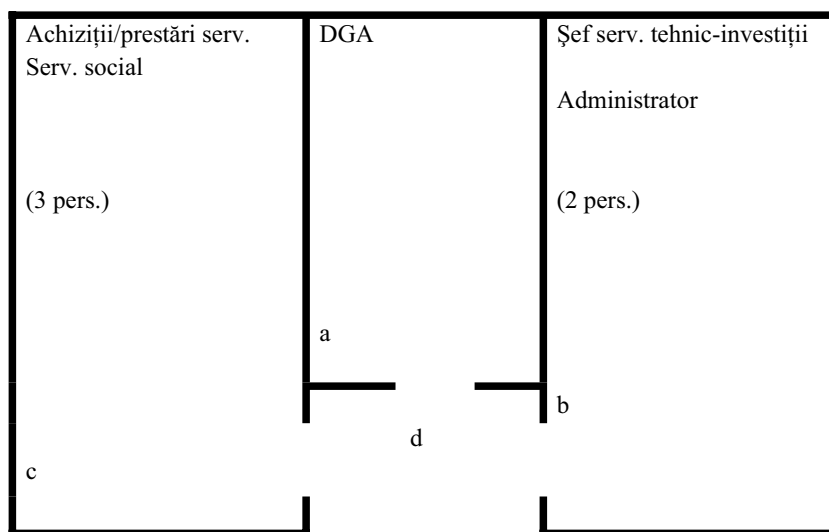 Achiziții/prestări serv.
Serv. social
(3 pers.)
DGA
Şef serv. tehnic-investiții
Administrator
(2 pers.)
a
b
d
c